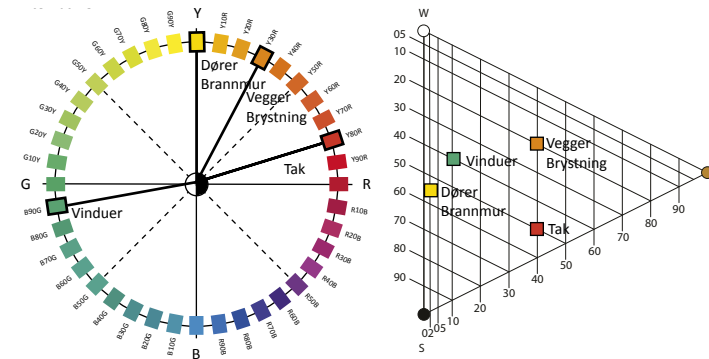 Y
G90Y
G80Y
G70Y
G60Y
G50Y
G40Y
G30Y
G20Y
G10Y
G
B90G
B80G
B70G
B60G
B50G
B40G
B30G
B20G
B10G
B
R90B
R80B
R70B
R60B
R50B
R40B
R30B
R20B
R10B
R
Y90R
Y80R
Y70R
Y60R
Y50R
Y40R
Y30R
Y20R
Y10R
Dører
Brannmur
Vegger
Brystning
Tak
Vinduer
W
05
10
20
30
40
50
60
70
80
90
Vegger
Brystning
Vinduer
Dører
Brannmur
Tak
02
05
10
20
30
40
50
60
70
80
90
S